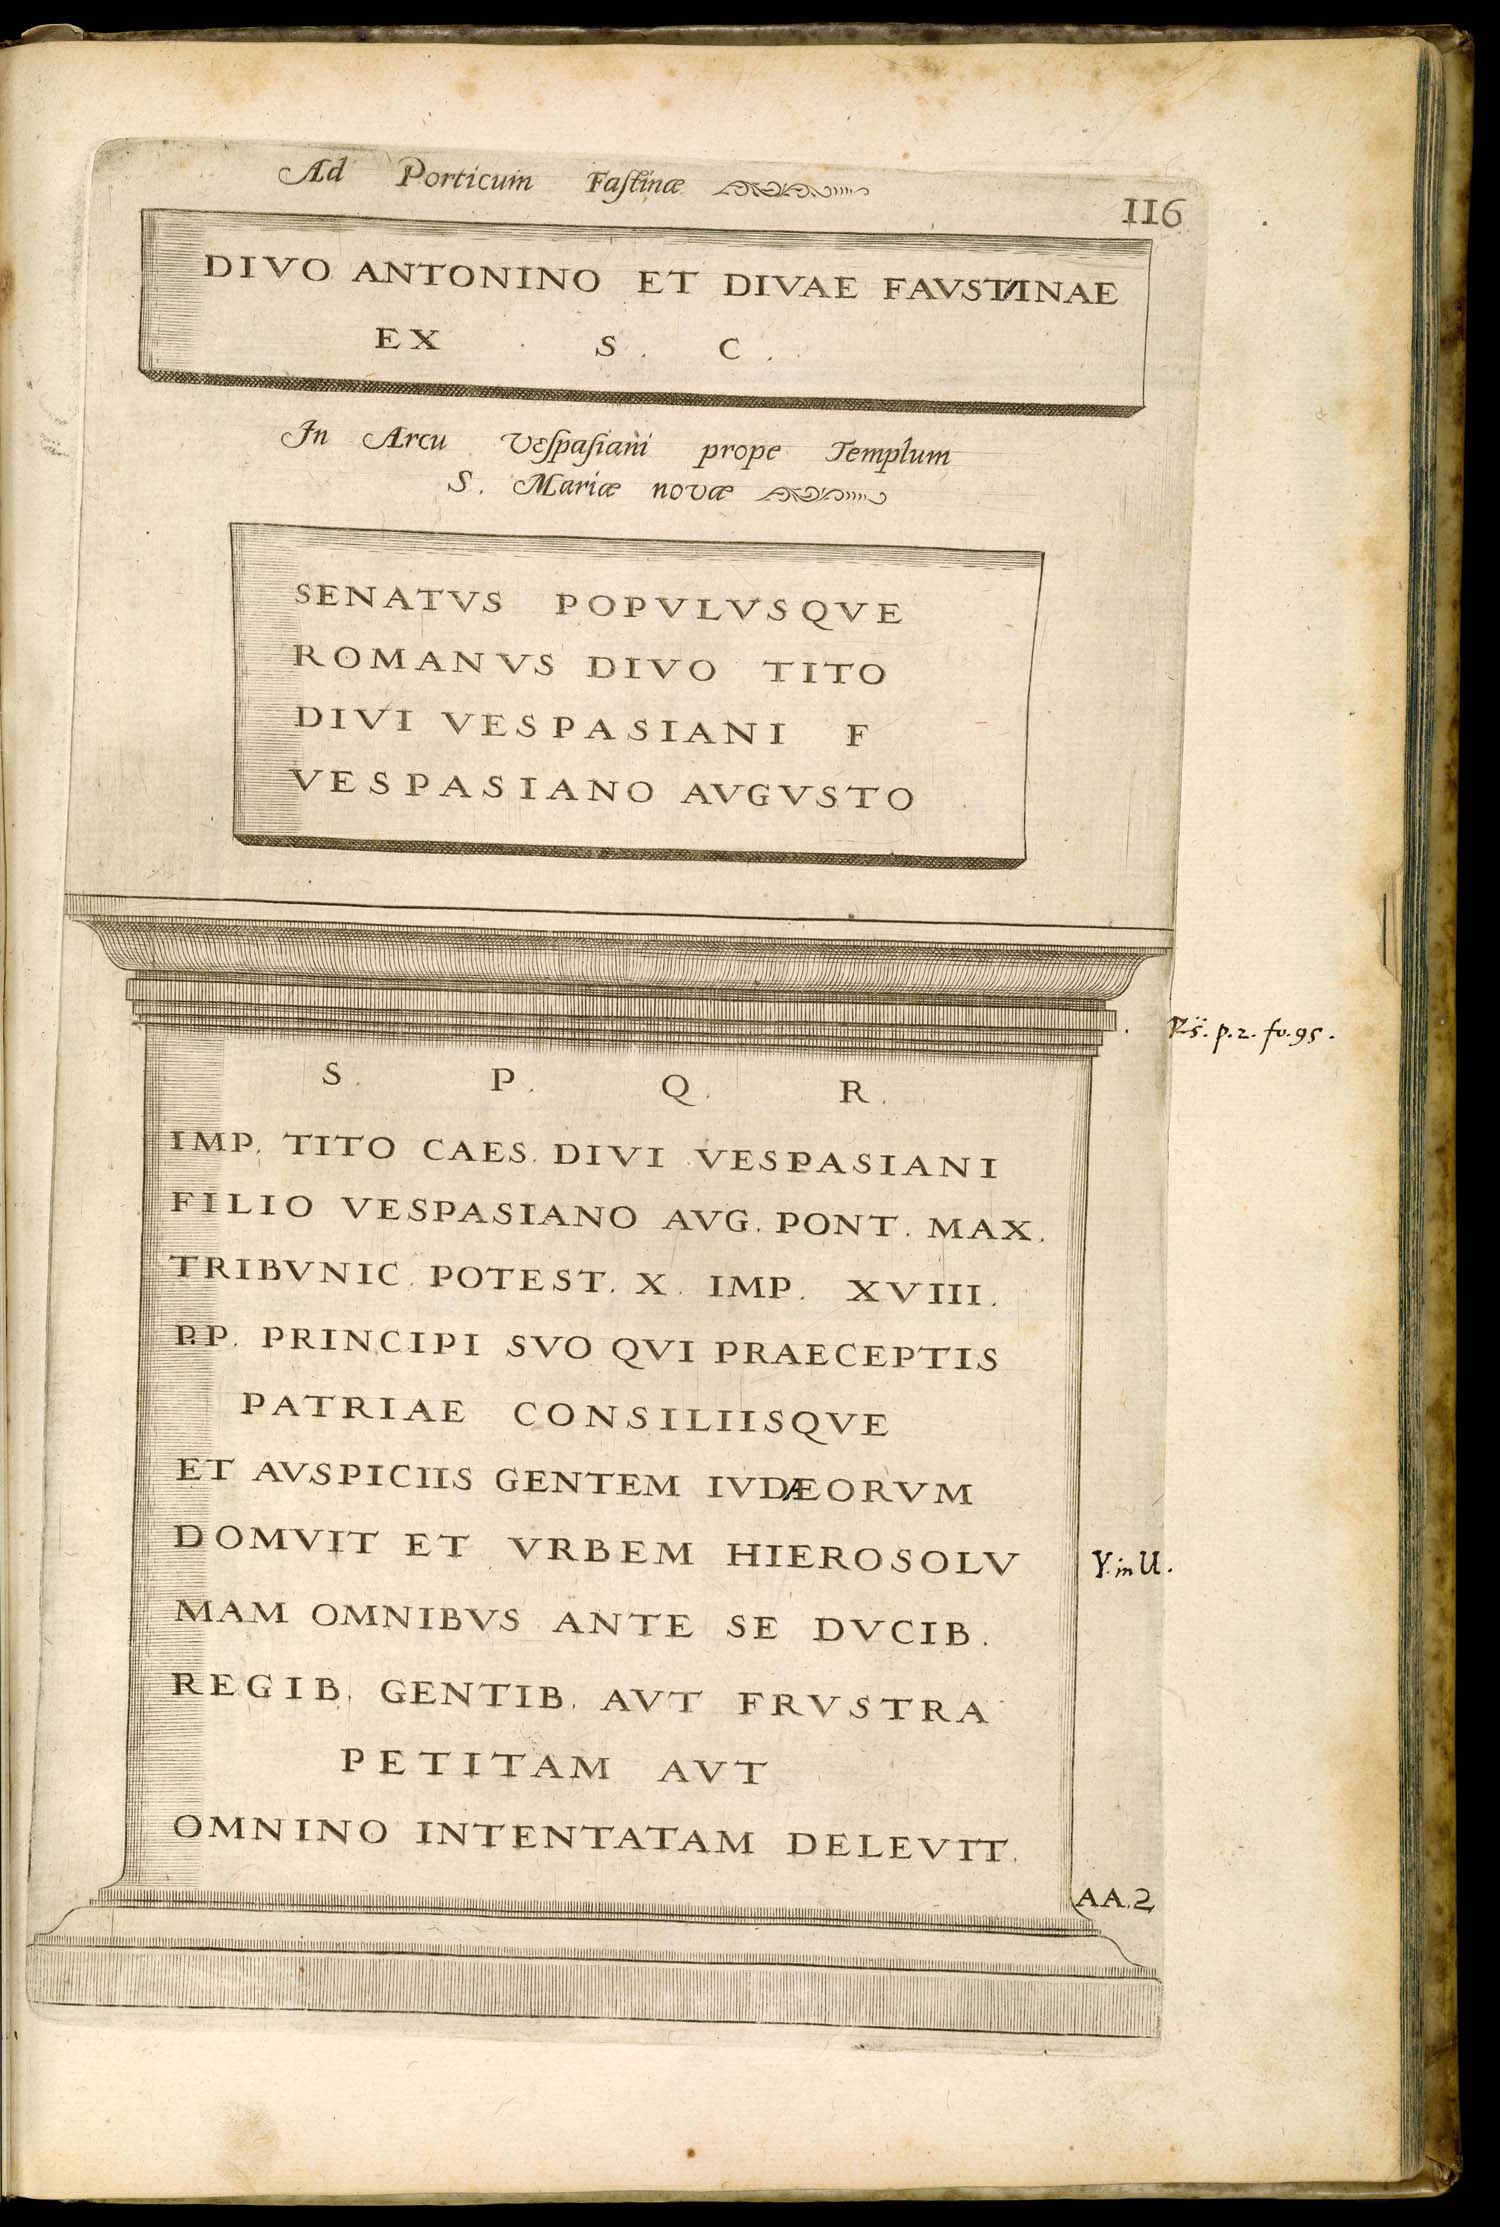 Ad Porticum Fastinæ
116
DIVO ANTONINO ET DIVAE FAVSTINAE
EX S. C.
In Arcu Vespasiani prope Templum
S. Mariæ novæ
SENATVS POPVLVSQVE
ROMANVS DIVO TITO
DIVI VESPASIANI F
VESPASIANO AVGVSTO
p. 2. fo. 95.
S. P. Q. R.
IMP. TITO CAES. DIVI VESPASIANI
FILIO VESPASIANO AVG. PONT. MAX.
TRIBVNIC. POTEST. X. IMP. XVIII.
P.P. PRINCIPI SVO QVI PRAECEPTIS
PATRIAE CONSILIISQVE
ET AVSPICIIS GENTEM IVDÆORVM
DOMVIT ET VRBEM HIEROSOLV
Y. in U.
MAM OMNIBVS ANTE SE DVCIB.
REGIB. GENTIB. AVT FRVSTRA
PETITAM AVT
OMNINO INTENTATAM DELEVIT.
AA.2